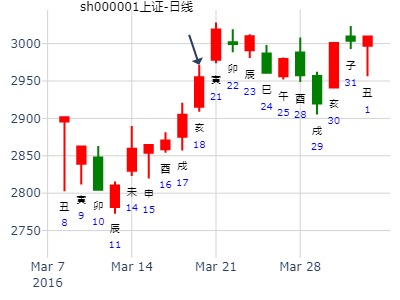 sh000001上证-日线
3000
2950
2900
2850
2800
2750
丑
8
寅
9
卯
10
辰
11
未
14
申
15
酉
16
戌
17
亥
18
寅
21
卯
22
辰
23
巳
24
午
25
酉
28
戌
29
亥
30
子
31
丑
1
Mar 7
2016
Mar 14
Mar 21
Mar 28